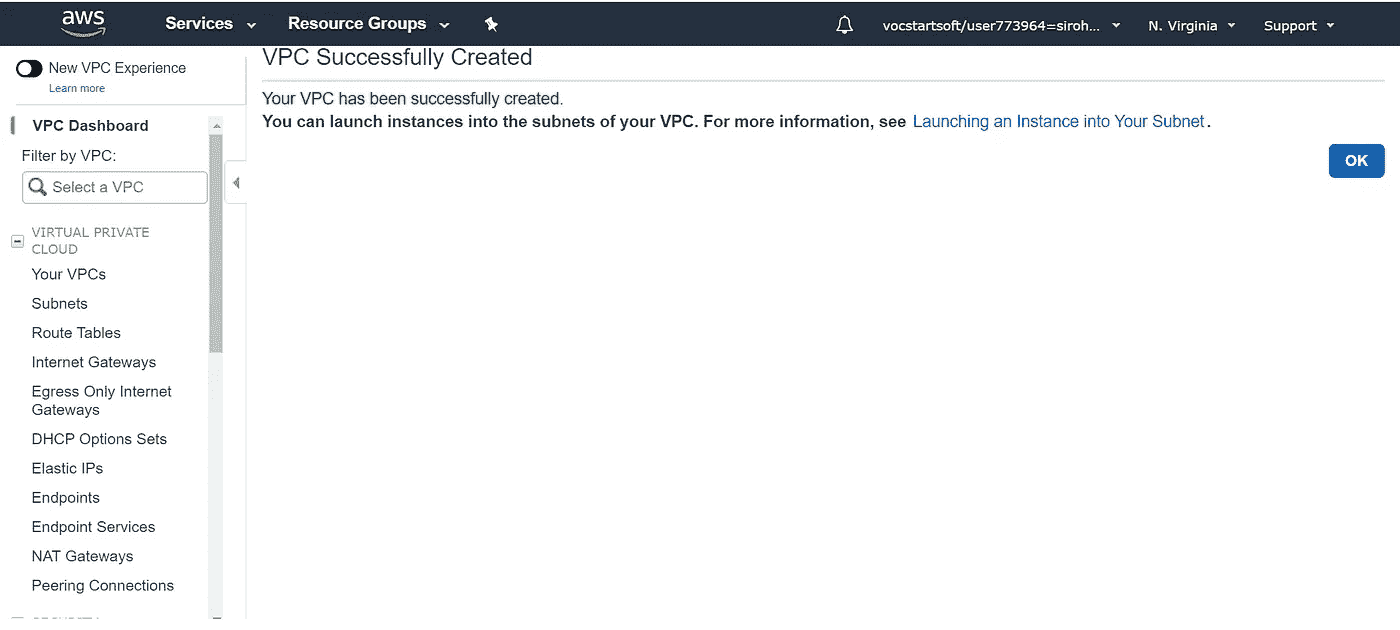 aws Services Resource Groups vocstartsoft/user773964=siroh... N. Virginia Support
New VPC Experience
Learn more
VPC Dashboard
Filter by VPC:
Select a VPC
VIRTUAL PRIVATE
CLOUD
Your VPCs
Subnets
Route Tables
Internet Gateways
Egress Only Internet
Gateways
DHCP Options Sets
Elastic IPs
Endpoints
Endpoint Services
NAT Gateways
Peering Connections
VPC Successfully Created
Your VPC has been successfully created.
You can launch instances into the subnets of your VPC. For more information, see Launching an Instance into Your Subnet.
OK